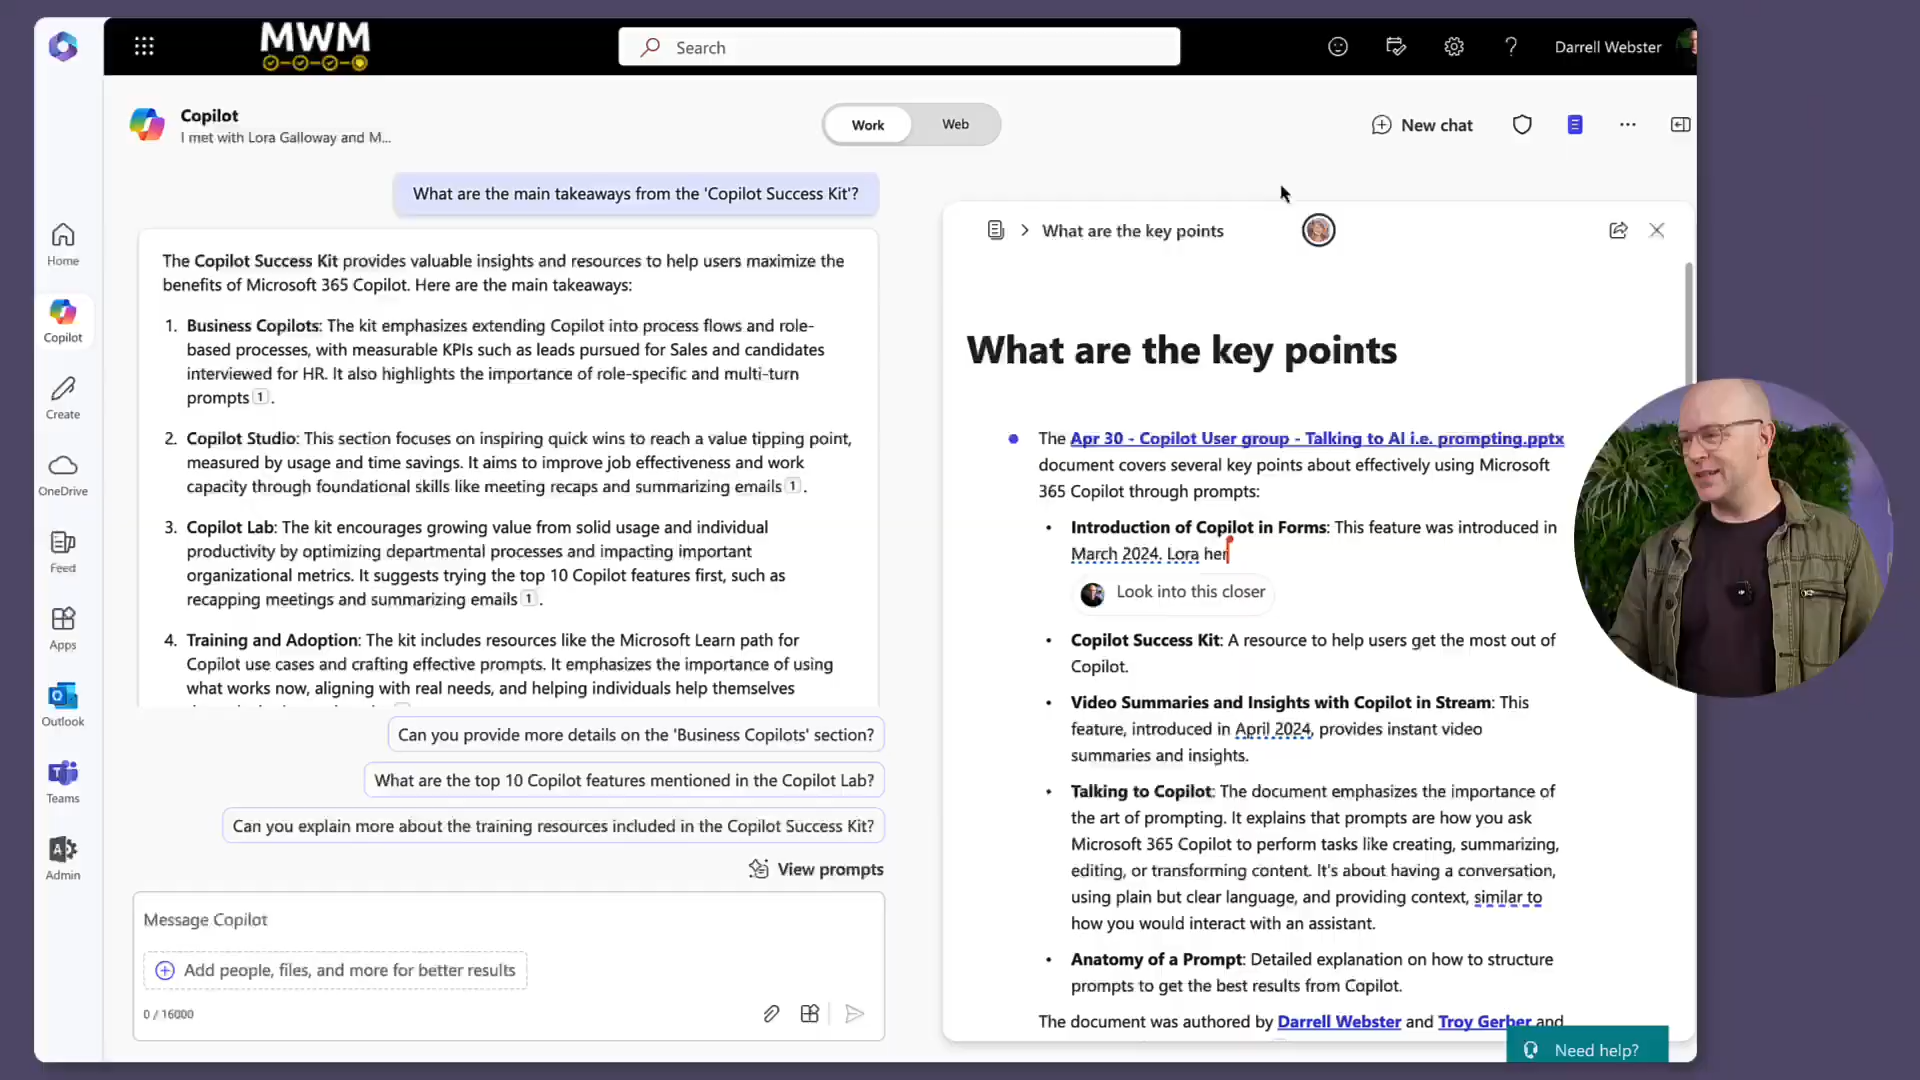 MWM
Search
Darrell Webster
Copilot
I met with Lora Galloway and M...
Work
Web
New chat
Home
Copilot
Create
OneDrive
Feed
Apps
Outlook
Teams
Admin
What are the main takeaways from the 'Copilot Success Kit'?
The Copilot Success Kit provides valuable insights and resources to help users maximize the
benefits of Microsoft 365 Copilot. Here are the main takeaways:
1. Business Copilots: The kit emphasizes extending Copilot into process flows and role-
based processes, with measurable KPIs such as leads pursued for Sales and candidates
interviewed for HR. It also highlights the importance of role-specific and multi-turn
prompts 1 .
2. Copilot Studio: This section focuses on inspiring quick wins to reach a value tipping point,
measured by usage and time savings. It aims to improve job effectiveness and work
capacity through foundational skills like meeting recaps and summarizing emails 1 .
3. Copilot Lab: The kit encourages growing value from solid usage and individual
productivity by optimizing departmental processes and impacting important
organizational metrics. It suggests trying the top 10 Copilot features first, such as
recapping meetings and summarizing emails 1 .
4. Training and Adoption: The kit includes resources like the Microsoft Learn path for
Copilot use cases and crafting effective prompts. It emphasizes the importance of using
what works now, aligning with real needs, and helping individuals help themselves
Can you provide more details on the 'Business Copilots' section?
What are the top 10 Copilot features mentioned in the Copilot Lab?
Can you explain more about the training resources included in the Copilot Success Kit?
View prompts
Message Copilot
Add people, files, and more for better results
0 / 16000
What are the key points
What are the key points
The Apr 30 - Copilot User group - Talking to AI i.e. prompting.pptx
document covers several key points about effectively using Microsoft
365 Copilot through prompts:
• Introduction of Copilot in Forms: This feature was introduced in
March 2024. Lora her
Look into this closer
• Copilot Success Kit: A resource to help users get the most out of
Copilot.
• Video Summaries and Insights with Copilot in Stream: This
feature, introduced in April 2024, provides instant video
summaries and insights.
• Talking to Copilot: The document emphasizes the importance of
the art of prompting. It explains that prompts are how you ask
Microsoft 365 Copilot to perform tasks like creating, summarizing,
editing, or transforming content. It's about having a conversation,
using plain but clear language, and providing context, similar to
how you would interact with an assistant.
• Anatomy of a Prompt: Detailed explanation on how to structure
prompts to get the best results from Copilot.
The document was authored by Darrell Webster and Troy Gerber and
Need help?